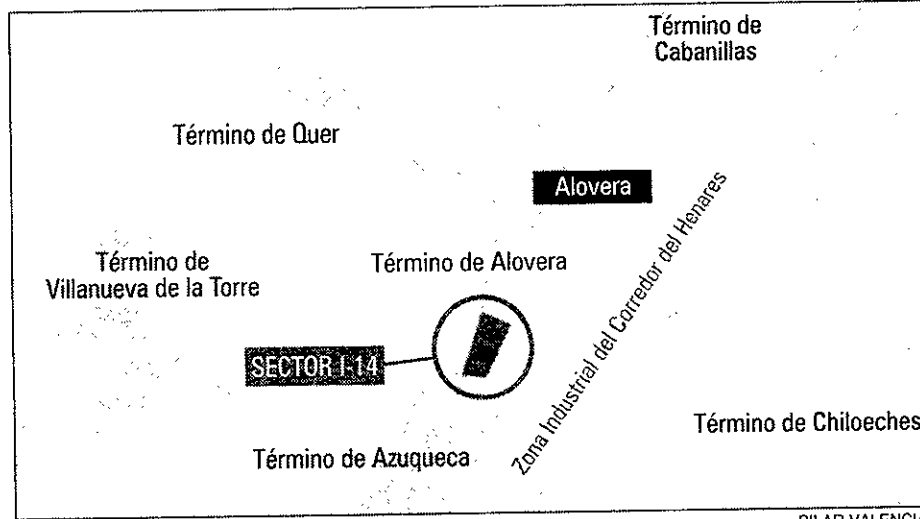 Término de
Cabanillas
Término de Quer
Alovera
Término de
Villanueva de la Torre
Término de Alovera
Zona Industrial del Corredor del Henares
SECTOR I-14
Término de Chiloeches
Término de Azuqueca